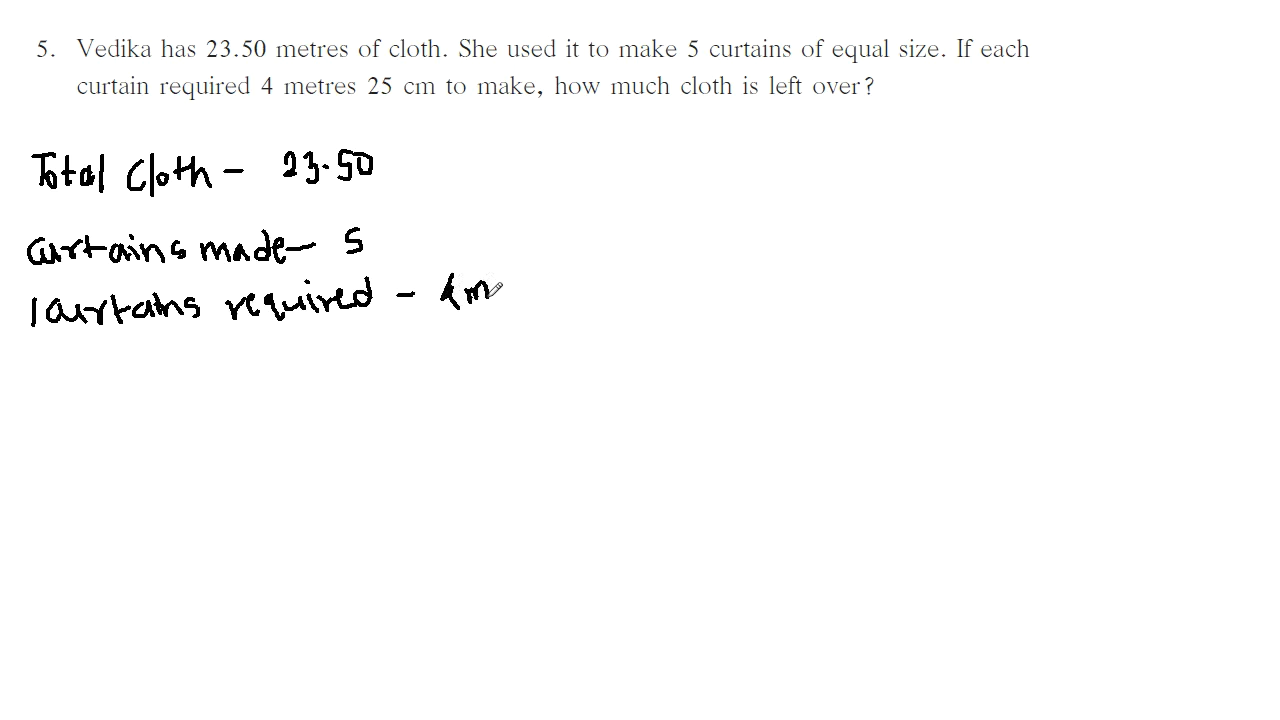 5. Vedika has 23.50 metres of cloth. She used it to make 5 curtains of equal size. If each
curtain required 4 metres 25 cm to make, how much cloth is left over?
Total Cloth - 23.50
Curtains made - 5
1 Curtains required - 4m